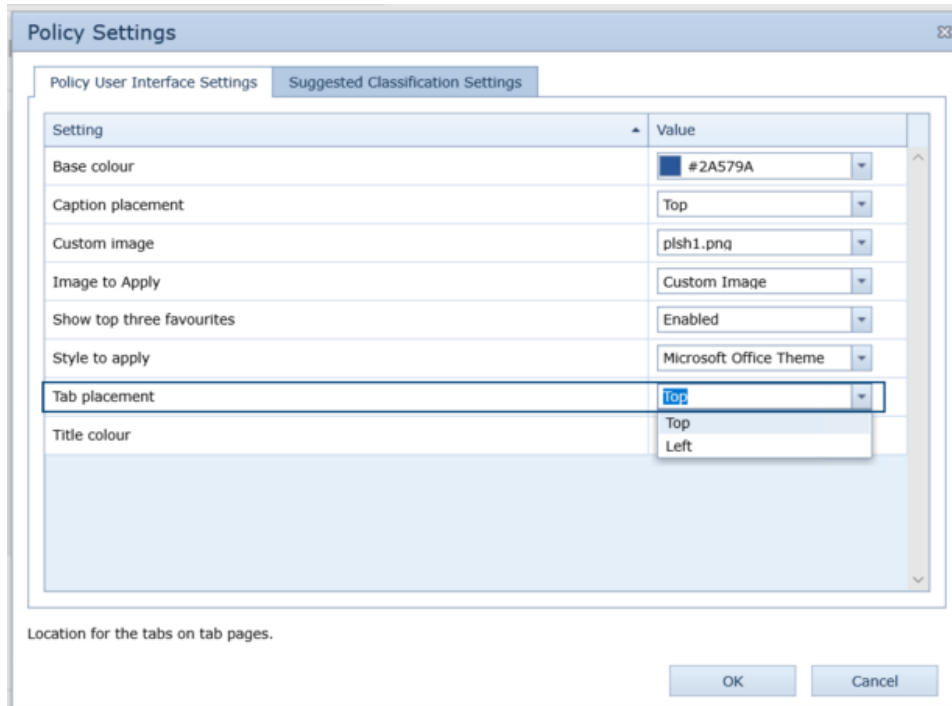 Policy Settings
Policy User Interface Settings Suggested Classification Settings
Setting Value
Base colour #2A579A
Caption placement Top
Custom image plsh1.png
Image to Apply Custom Image
Show top three favourites Enabled
Style to apply Microsoft Office Theme
Tab placement Top
Top
Title colour
Left
Location for the tabs on tab pages.
OK Cancel